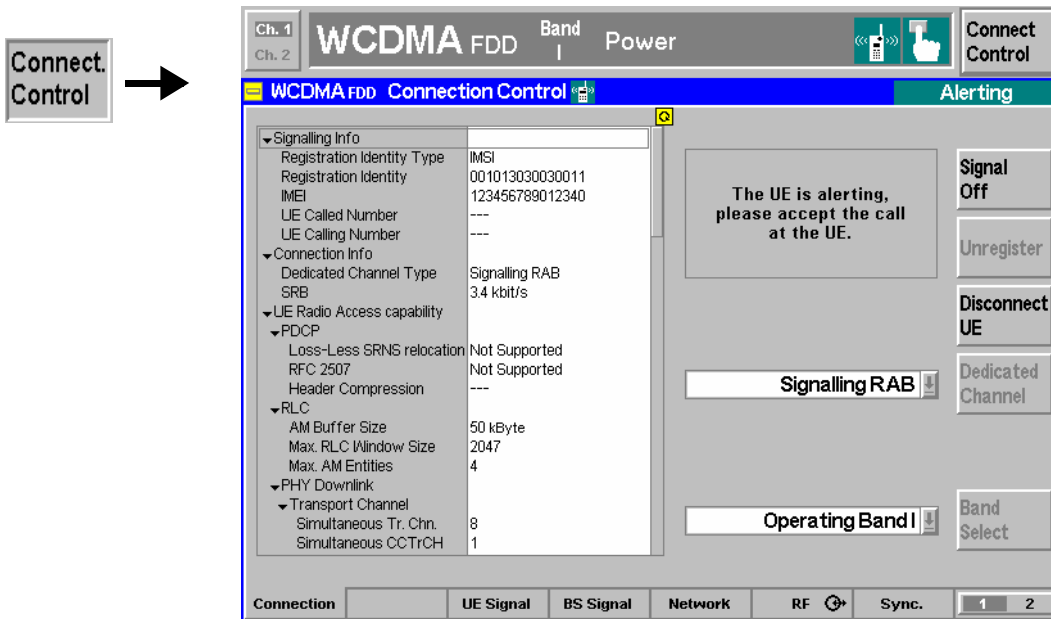 Connect.
Control
Ch. 1
Ch. 2
WCDMA FDD Band I Power
Connect
Control
WCDMA FDD Connection Control
Alerting
Signalling Info
Registration Identity Type IMSI
Registration Identity 001013030030011
IMEI 123456789012340
UE Called Number ---
UE Calling Number ---
Connection Info
Dedicated Channel Type Signalling RAB
SRB 3.4 kbit/s
UE Radio Access capability
PDCP
Loss-Less SRNS relocation Not Supported
RFC 2507 Not Supported
Header Compression ---
RLC
AM Buffer Size 50 kByte
Max. RLC Window Size 2047
Max. AM Entities 4
PHY Downlink
Transport Channel
Simultaneous Tr. Chn. 8
Simultaneous CCTrCH 1
The UE is alerting,
please accept the call
at the UE.
Signalling RAB
Operating Band I
Signal
Off
Unregister
Disconnect
UE
Dedicated
Channel
Band
Select
Connection UE Signal BS Signal Network RF Sync. 1 2